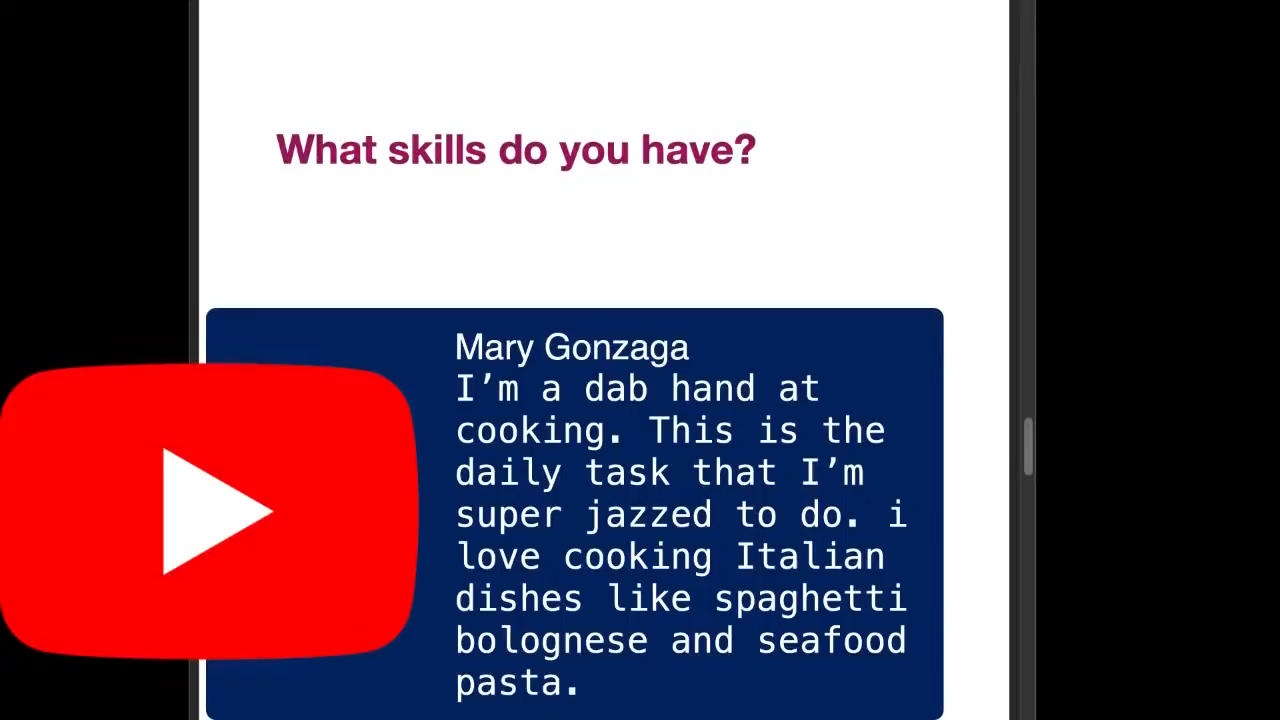 What skills do you have?
Mary Gonzaga
I’m a dab hand at
cooking. This is the
daily task that I’m
super jazzed to do. i
love cooking Italian
dishes like spaghetti
bolognese and seafood
pasta.